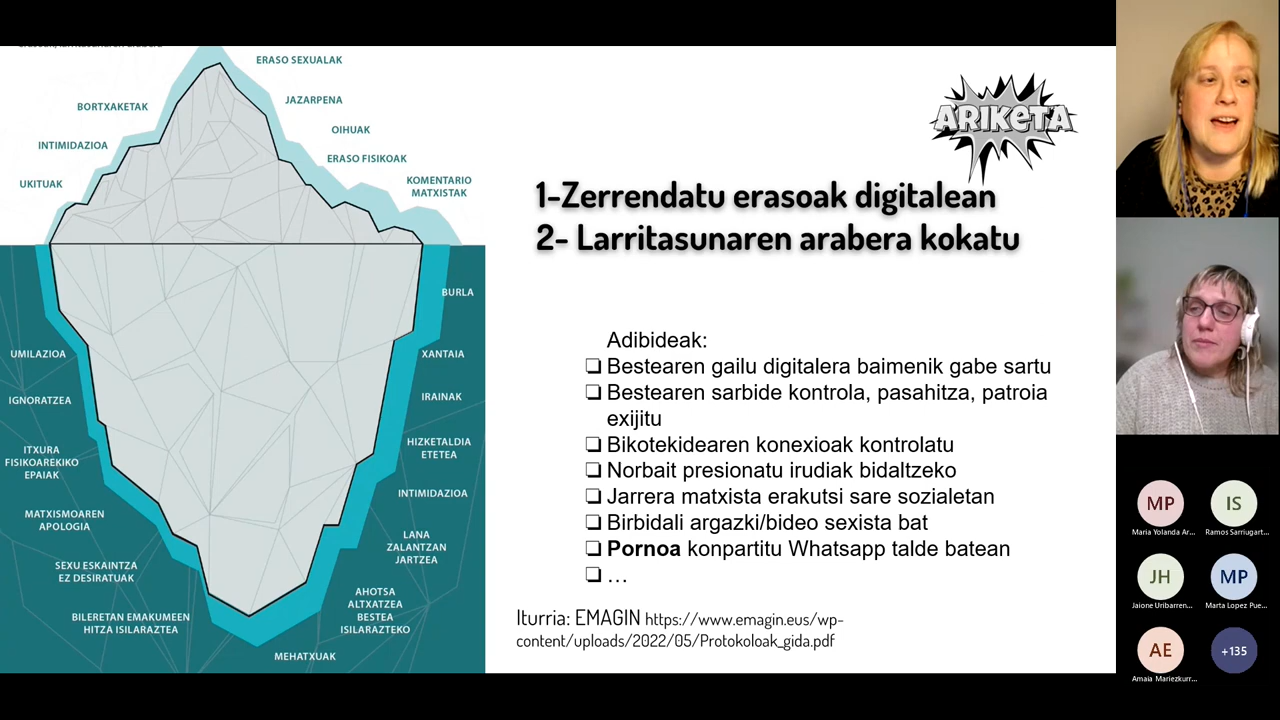 ERASO SEXUALAK
JAZARPENA
BORTXAKETAK
OIHUAK
INTIMIDAZIOA
ERASO FISIKOAK
UKITUAK
KOMENTARIO
MATXISTAK
BURLA
UMILAZIOA
XANTAIA
IGNORATZEA
IRAINAK
ITXURA
FISIKOAREKIKO
EPAIAK
HIZKETALDIA
ETETEA
INTIMIDAZIOA
MATXISMOAREN
APOLOGIA
LANA
ZALANTZAN
JARTZEA
SEXU ESKAINTZA
EZ DESIRATUAK
AHOTSA
ALTXATZEA
BESTEA
ISILARAZTEKO
BILERETAN EMAKUMEEN
HITZA ISILARAZTEA
MEHATXUAK
ARIKETA
1-Zerrendatu erasoak digitalean
2- Larritasunaren arabera kokatu
Adibideak:
❏ Bestearen gailu digitalera baimenik gabe sartu
❏ Bestearen sarbide kontrola, pasahitza, patroia
exijitu
❏ Bikotekidearen konexioak kontrolatu
❏ Norbait presionatu irudiak bidaltzeko
❏ Jarrera matxista erakutsi sare sozialetan
❏ Birbidali argazki/bideo sexista bat
❏ Pornoa konpartitu Whatsapp talde batean
❏ …
Iturria: EMAGIN https://www.emagin.eus/wp-
content/uploads/2022/05/Protokoloak_gida.pdf
MP
IS
Maria Yolanda Ar...
Ramos Sarriugart...
JH
MP
Jaione Uribarren...
Marta Lopez Pue...
AE
+135
Amaia Mariezkurr...